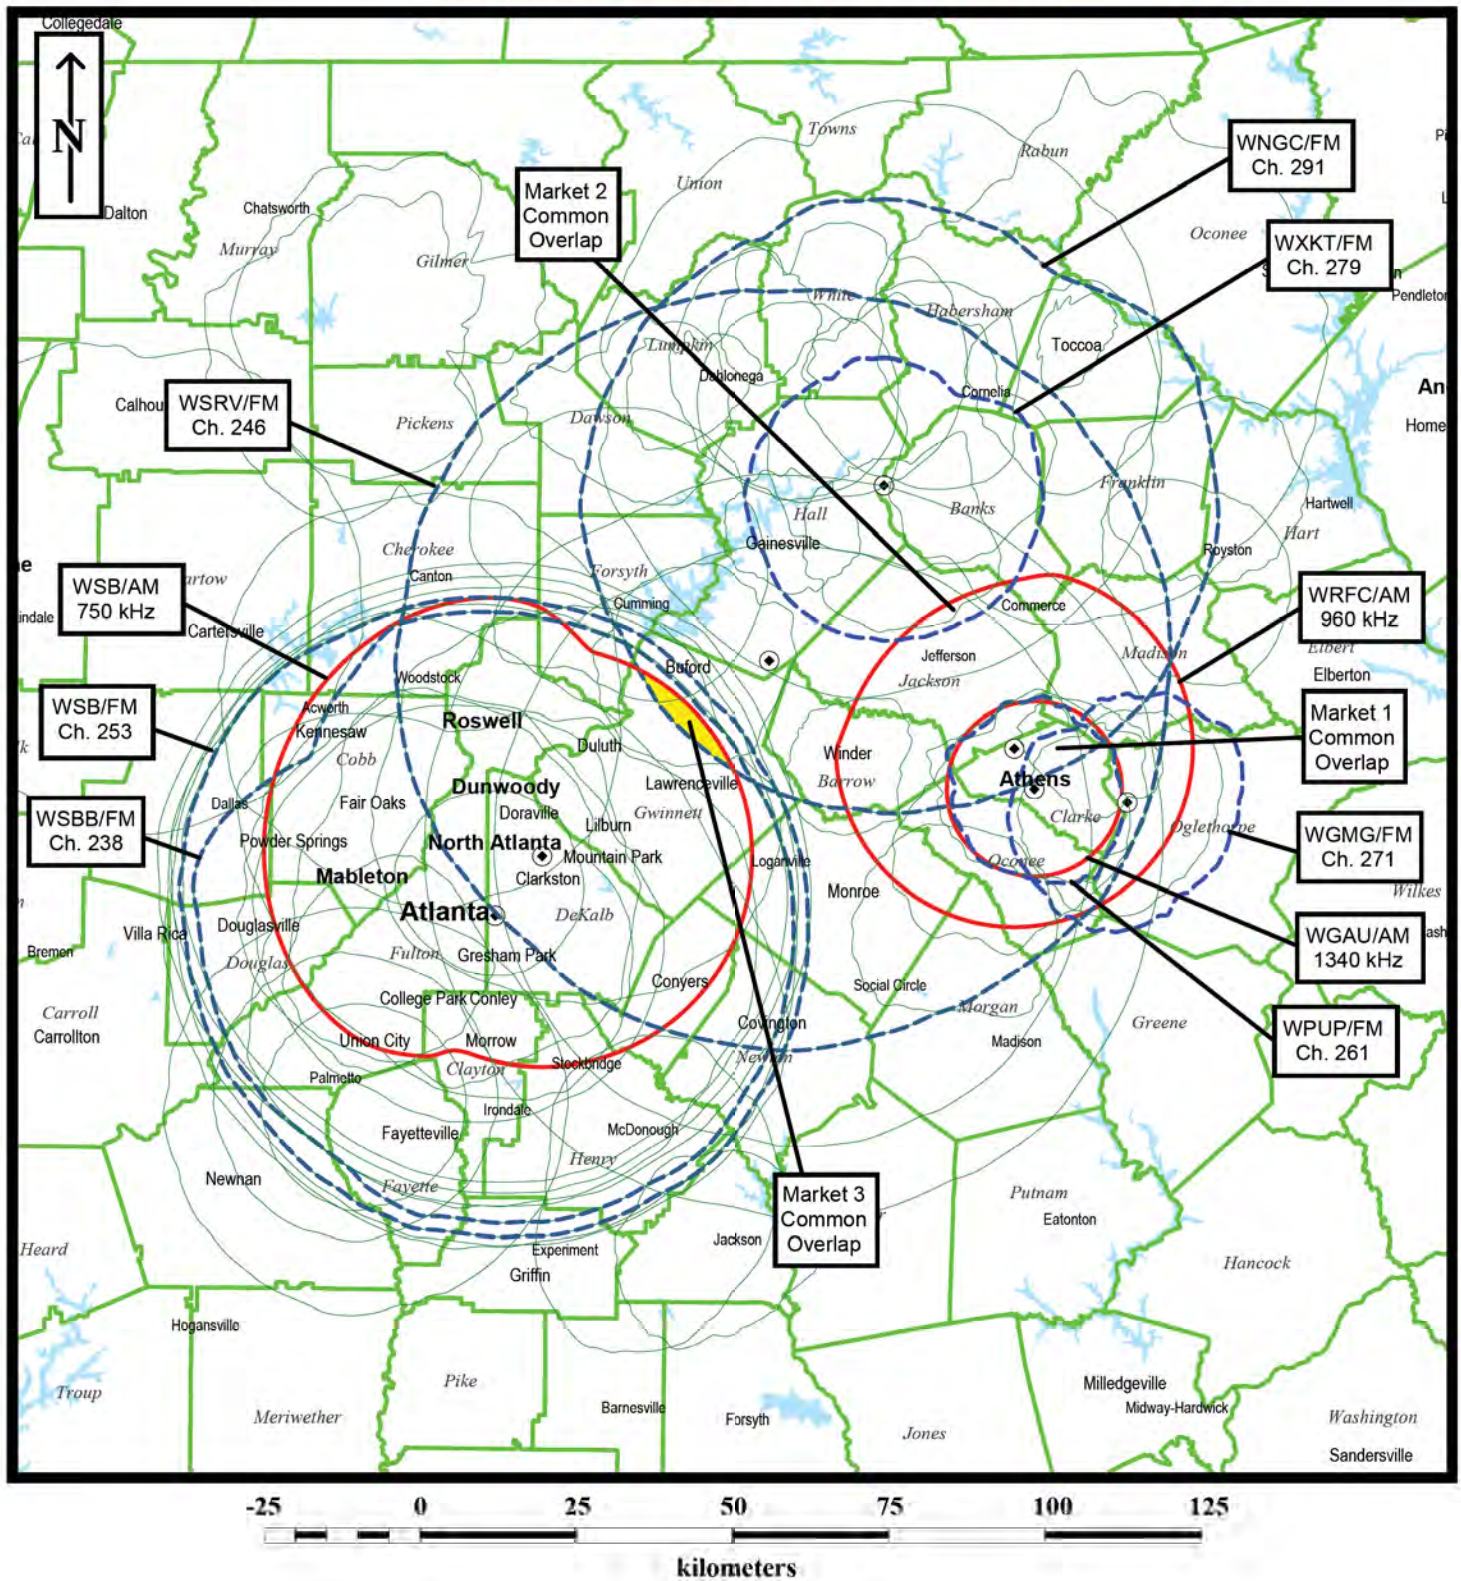 Collegedale
N
Dalton
Chatsworth
Murray
Gilmer
Union
Towns
Rabun
Oconee
WNGC/FM
Ch. 291
Market 2
Common
Overlap
WXKT/FM
Ch. 279
Pendleton
White
Habersham
Lumpkin
Toccoa
Dahlonega
Cornelia
An
Home
Calhou
WSRV/FM
Ch. 246
Pickens
Dawson
Franklin
Hartwell
Hart
Hall
Banks
Gainesville
Royston
Cherokee
Canton
Forsyth
Cumming
WSB/AM
750 kHz
artow
Cartersville
indale
Commerce
WRFC/AM
960 kHz
Elbert
Elberton
Buford
Jefferson
Jackson
Madison
Woodstock
WSB/FM
Ch. 253
Acworth
Kennesaw
Roswell
Cobb
Duluth
Market 1
Common
Overlap
Winder
Barrow
Athens
Clarke
Lawrenceville
Gwinnett
Dunwoody
Doraville
Lilburn
Dallas
Fair Oaks
WSBB/FM
Ch. 238
Powder Springs
North Atlanta
Mountain Park
Clarkston
Loganville
Oglethorpe
WGMG/FM
Ch. 271
Oconee
Mableton
Monroe
Wilkes
Atlanta
DeKalb
Villa Rica
Douglasville
Bremen
Douglas
Fulton
Gresham Park
WGAU/AM
1340 kHz
ash
Conyers
Social Circle
College Park
Conley
Carroll
Carrollton
Union City
Morrow
Covington
Newton
Morgan
Madison
Greene
WPUP/FM
Ch. 261
Palmetto
Clayton
Stockbridge
Irondale
Fayetteville
McDonough
Henry
Newnan
Fayette
Market 3
Common
Overlap
Putnam
Eatonton
Heard
Experiment
Griffin
Jackson
Hancock
Hogansville
Troup
Pike
Meriwether
Barnesville
Forsyth
Jones
Milledgeville
Midway-Hardwick
Washington
Sandersville
-25 0 25 50 75 100 125
kilometers